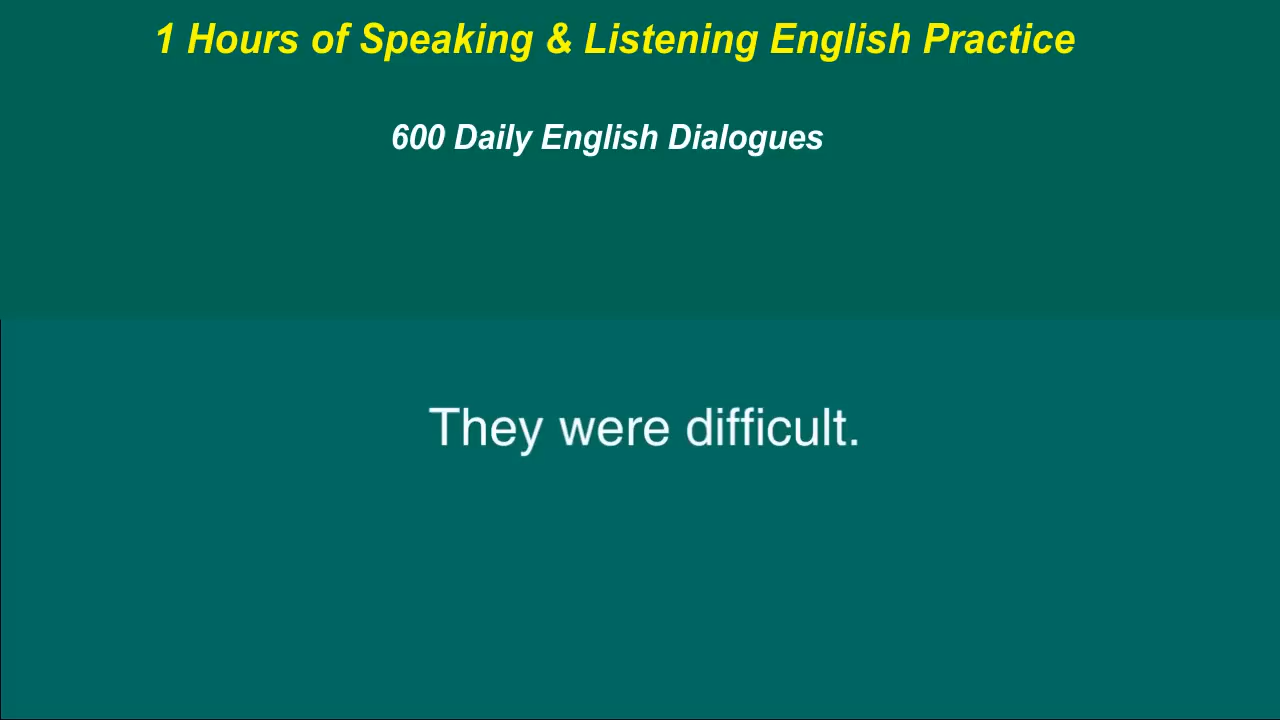 1 Hours of Speaking & Listening English Practice
600 Daily English Dialogues
They were difficult.